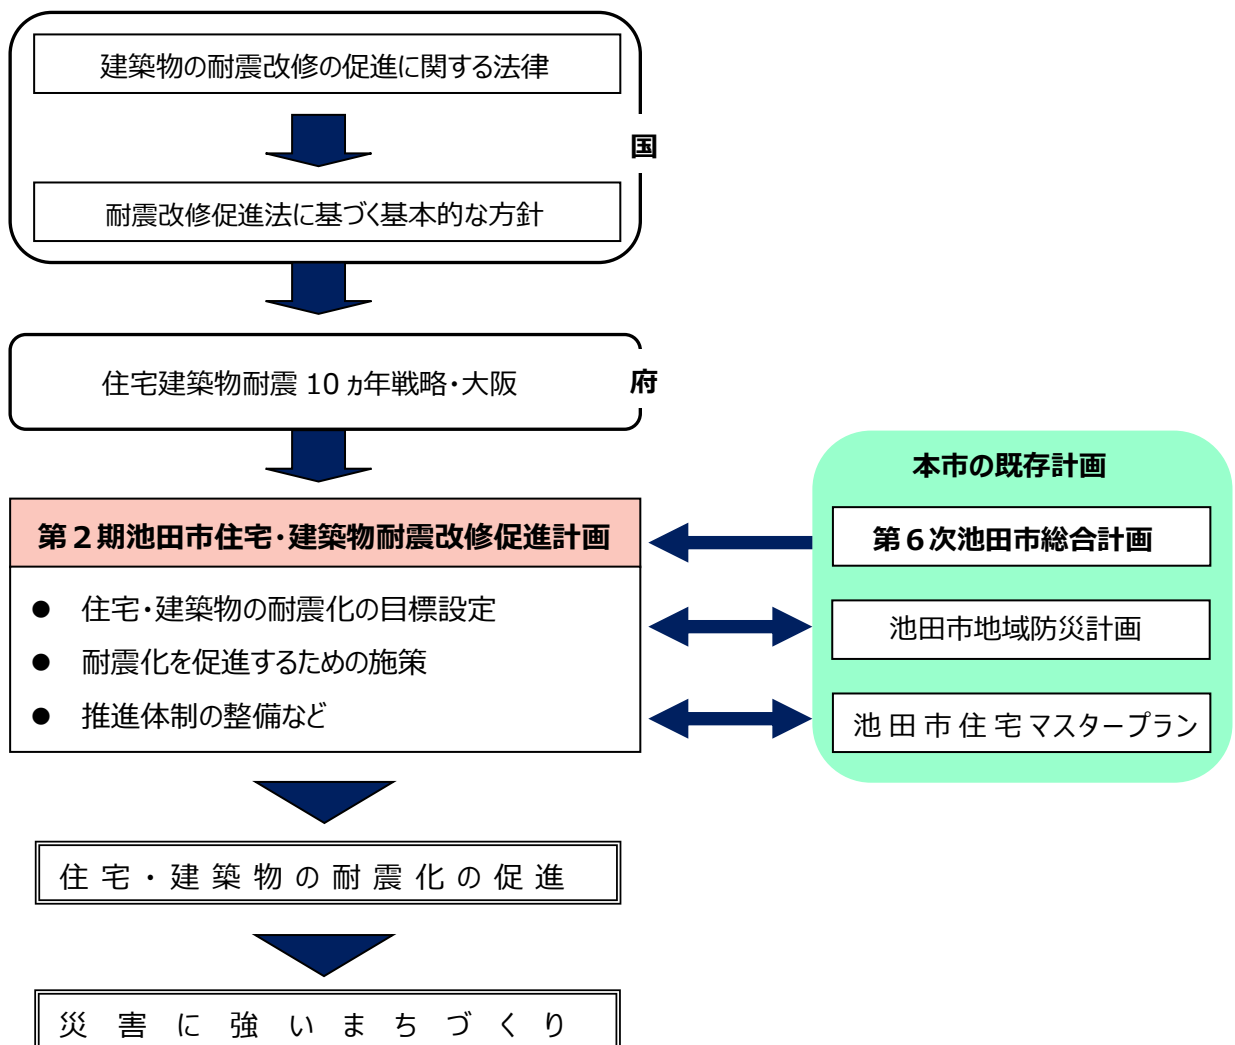 建築物の耐震改修の促進に関する法律
国
耐震改修促進法に基づく基本的な方針
住宅建築物耐震 10 ヵ年戦略・大阪
府
本市の既存計画
第２期池田市住宅・建築物耐震改修促進計画
第６次池田市総合計画
● 住宅・建築物の耐震化の目標設定
池田市地域防災計画
● 耐震化を促進するための施策
● 推進体制の整備など
池田市住宅マスタープラン
住宅・建築物の耐震化の促進
災害に強いまちづくり